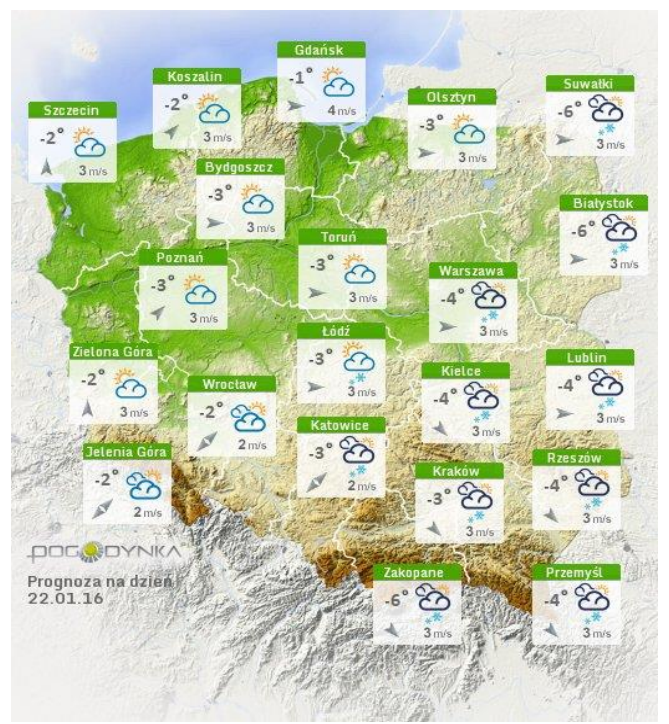 Gdańsk
-1°
4 m/s
Koszalin
-2°
3 m/s
Suwałki
-6°
3 m/s
Olsztyn
-3°
3 m/s
Szczecin
-2°
3 m/s
Bydgoszcz
-3°
3 m/s
Białystok
-6°
3 m/s
Toruń
-3°
3 m/s
Poznań
-3°
3 m/s
Warszawa
-4°
3 m/s
Łódź
-3°
3 m/s
Zielona Góra
-2°
3 m/s
Lublin
-4°
3 m/s
Kielce
-4°
3 m/s
Wrocław
-2°
2 m/s
Katowice
-3°
2 m/s
Jelenia Góra
-2°
2 m/s
Rzeszów
-4°
3 m/s
Kraków
-3°
3 m/s
POGODYNKA
Prognoza na dzień
22.01.16
Zakopane
-6°
3 m/s
Przemyśl
-4°
3 m/s